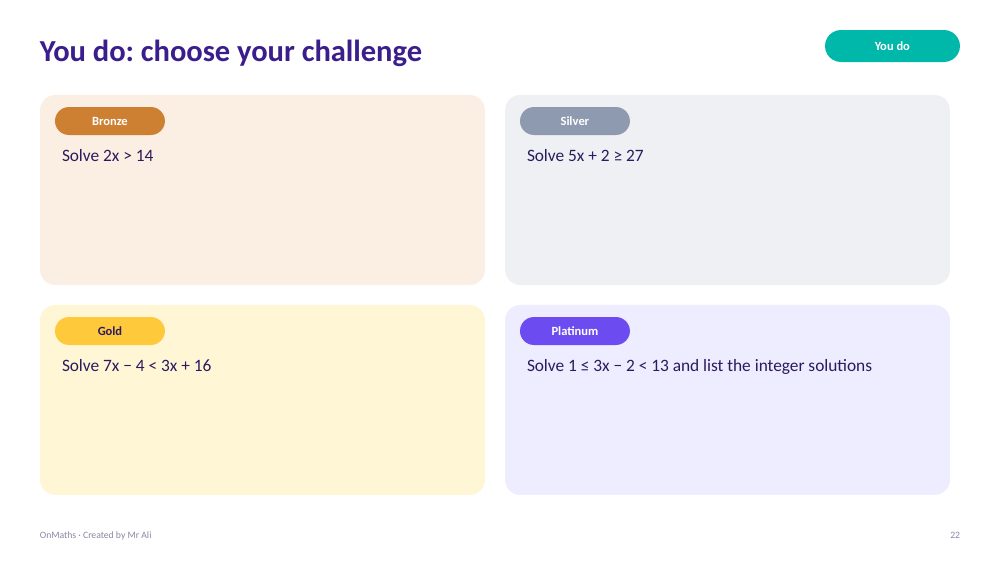 You do: choose your challenge
You do
Bronze
Solve 2x > 14
Silver
Solve 5x + 2 ≥ 27
Gold
Solve 7x − 4 < 3x + 16
Platinum
Solve 1 ≤ 3x − 2 < 13 and list the integer solutions
OnMaths · Created by Mr Ali
22